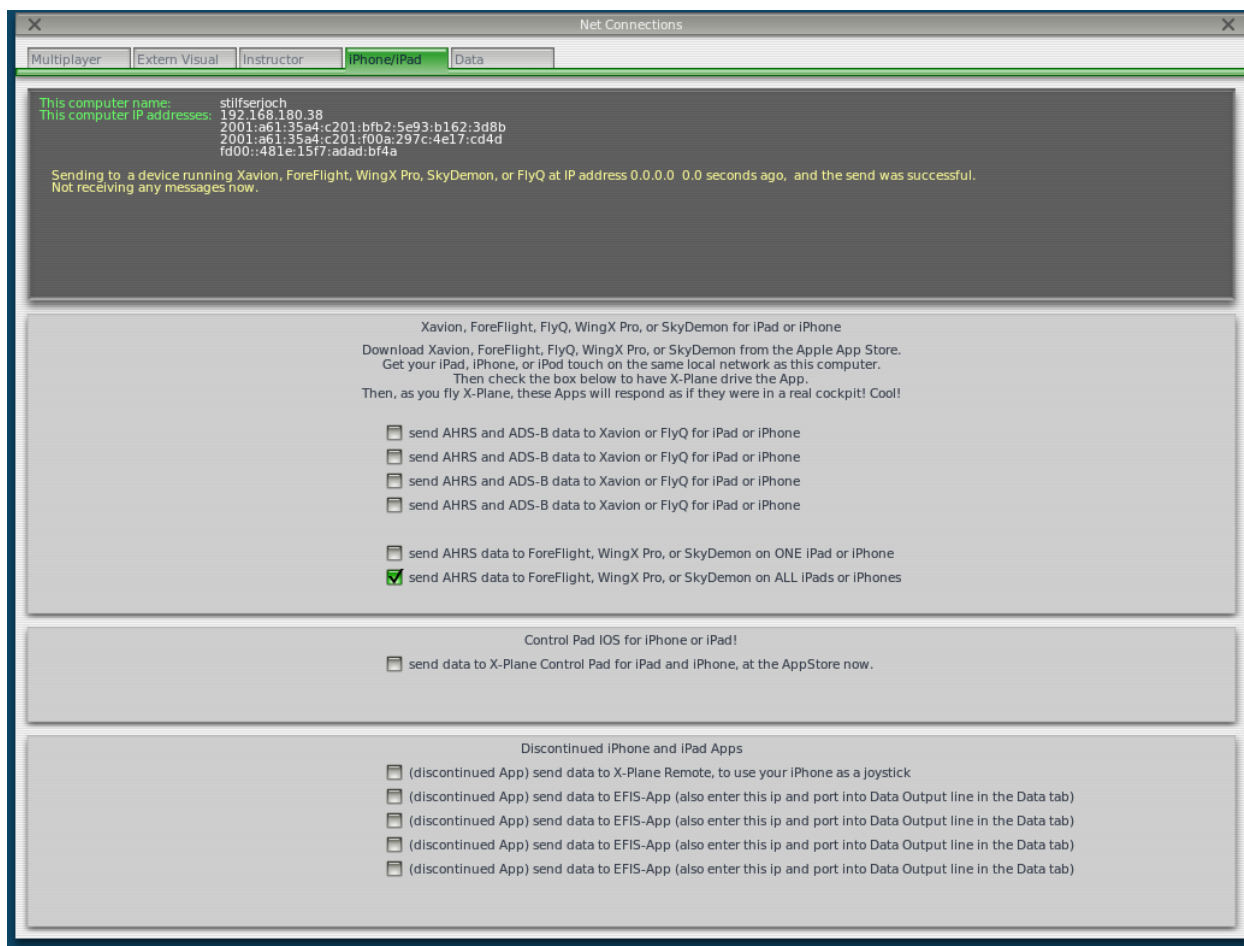 Net Connections
Multiplayer Extern Visual Instructor iPhone/iPad Data
This computer name: stilfserjoch
This computer IP addresses: 192.168.180.38
2001:a61:35a4:c201:bfb2:5e93:b162:3d8b
2001:a61:35a4:c201:f00a:297c:4e17:cd4d
fd00::481e:15f7:adad:bf4a
Sending to  a device running Xavion, ForeFlight, WingX Pro, SkyDemon, or FlyQ at IP address 0.0.0.0  0.0 seconds ago,  and the send was successful.
Not receiving any messages now.
Xavion, ForeFlight, FlyQ, WingX Pro, or SkyDemon for iPad or iPhone
Download Xavion, ForeFlight, FlyQ, WingX Pro, or SkyDemon from the Apple App Store.
Get your iPad, iPhone, or iPod touch on the same local network as this computer.
Then check the box below to have X-Plane drive the App.
Then, as you fly X-Plane, these Apps will respond as if they were in a real cockpit! Cool!
send AHRS and ADS-B data to Xavion or FlyQ for iPad or iPhone
send AHRS and ADS-B data to Xavion or FlyQ for iPad or iPhone
send AHRS and ADS-B data to Xavion or FlyQ for iPad or iPhone
send AHRS and ADS-B data to Xavion or FlyQ for iPad or iPhone
send AHRS data to ForeFlight, WingX Pro, or SkyDemon on ONE iPad or iPhone
send AHRS data to ForeFlight, WingX Pro, or SkyDemon on ALL iPads or iPhones
Control Pad IOS for iPhone or iPad!
send data to X-Plane Control Pad for iPad and iPhone, at the AppStore now.
Discontinued iPhone and iPad Apps
(discontinued App) send data to X-Plane Remote, to use your iPhone as a joystick
(discontinued App) send data to EFIS-App (also enter this ip and port into Data Output line in the Data tab)
(discontinued App) send data to EFIS-App (also enter this ip and port into Data Output line in the Data tab)
(discontinued App) send data to EFIS-App (also enter this ip and port into Data Output line in the Data tab)
(discontinued App) send data to EFIS-App (also enter this ip and port into Data Output line in the Data tab)